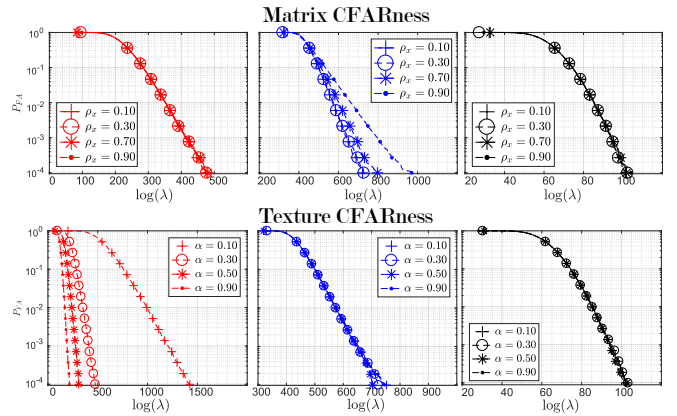 Matrix CFARness
10^0
10^-1
10^-2
10^-3
10^-4
P_FA
ρ_x = 0.10
ρ_x = 0.30
ρ_x = 0.70
ρ_x = 0.90
0 100 200 300 400 500
log(λ)
ρ_x = 0.10
ρ_x = 0.30
ρ_x = 0.70
ρ_x = 0.90
200 400 600 800 1000
log(λ)
ρ_x = 0.10
ρ_x = 0.30
ρ_x = 0.70
ρ_x = 0.90
20 40 60 80 100
log(λ)
Texture CFARness
10^0
10^-1
10^-2
10^-3
10^-4
P_FA
α = 0.10
α = 0.30
α = 0.50
α = 0.90
0 500 1000 1500
log(λ)
α = 0.10
α = 0.30
α = 0.50
α = 0.90
300 400 500 600 700 800 900
log(λ)
α = 0.10
α = 0.30
α = 0.50
α = 0.90
20 40 60 80 100
log(λ)